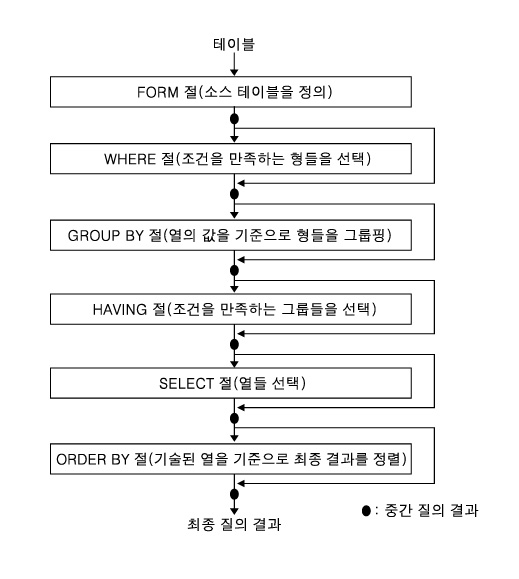 테이블
FORM 절(소스 테이블을 정의)
WHERE 절(조건을 만족하는 형들을 선택)
GROUP BY 절(열의 값을 기준으로 형들을 그룹핑)
HAVING 절(조건을 만족하는 그룹들을 선택)
SELECT 절(열들 선택)
ORDER BY 절(기술된 열을 기준으로 최종 결과를 정렬)
최종 질의 결과
: 중간 질의 결과